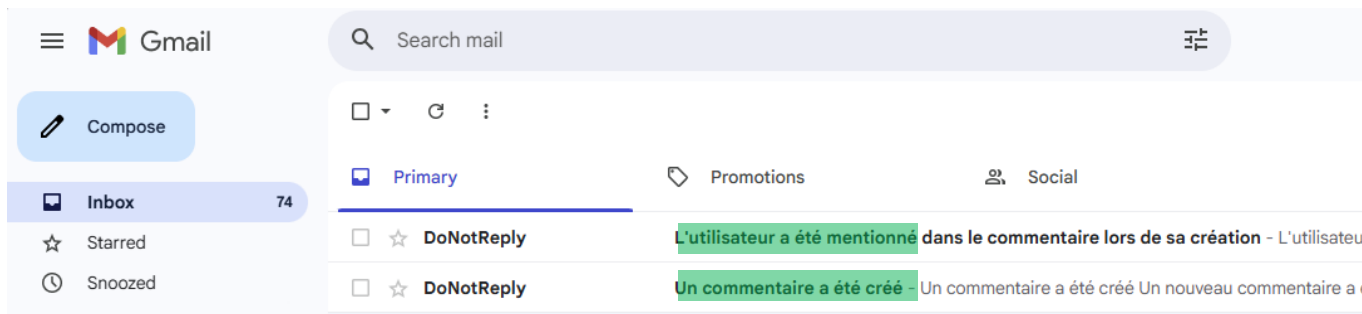 Gmail
Search mail
Compose
Primary
Promotions
Social
Inbox 74
DoNotReply L'utilisateur a été mentionné dans le commentaire lors de sa création - L'utilisateu
Starred
DoNotReply Un commentaire a été créé - Un commentaire a été créé Un nouveau commentaire a
Snoozed